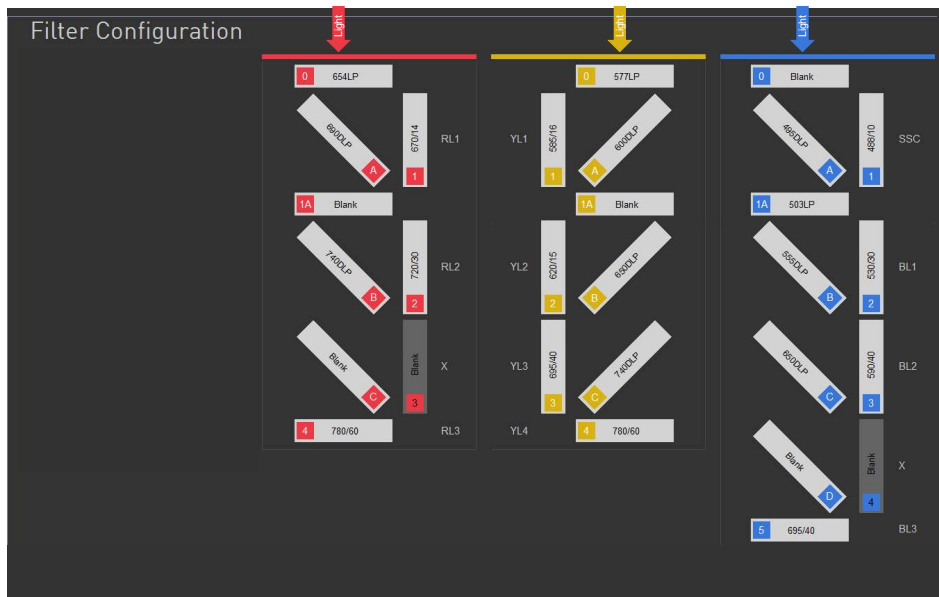 Filter Configuration
Light
0 654LP
690DLP A
670/14 1
RL1
1A Blank
740DLP B
720/30 2
RL2
Blank C
Blank 3
X
4 780/60
RL3
Light
0 577LP
YL1
585/16 1
600DLP A
1A Blank
YL2
620/15 2
650DLP B
YL3
695/40 3
740DLP C
YL4
4 780/60
Light
0 Blank
495DLP A
488/10 1
SSC
1A 503LP
555DLP B
530/30 2
BL1
650DLP C
590/40 3
BL2
Blank D
Blank 4
X
5 695/40
BL3